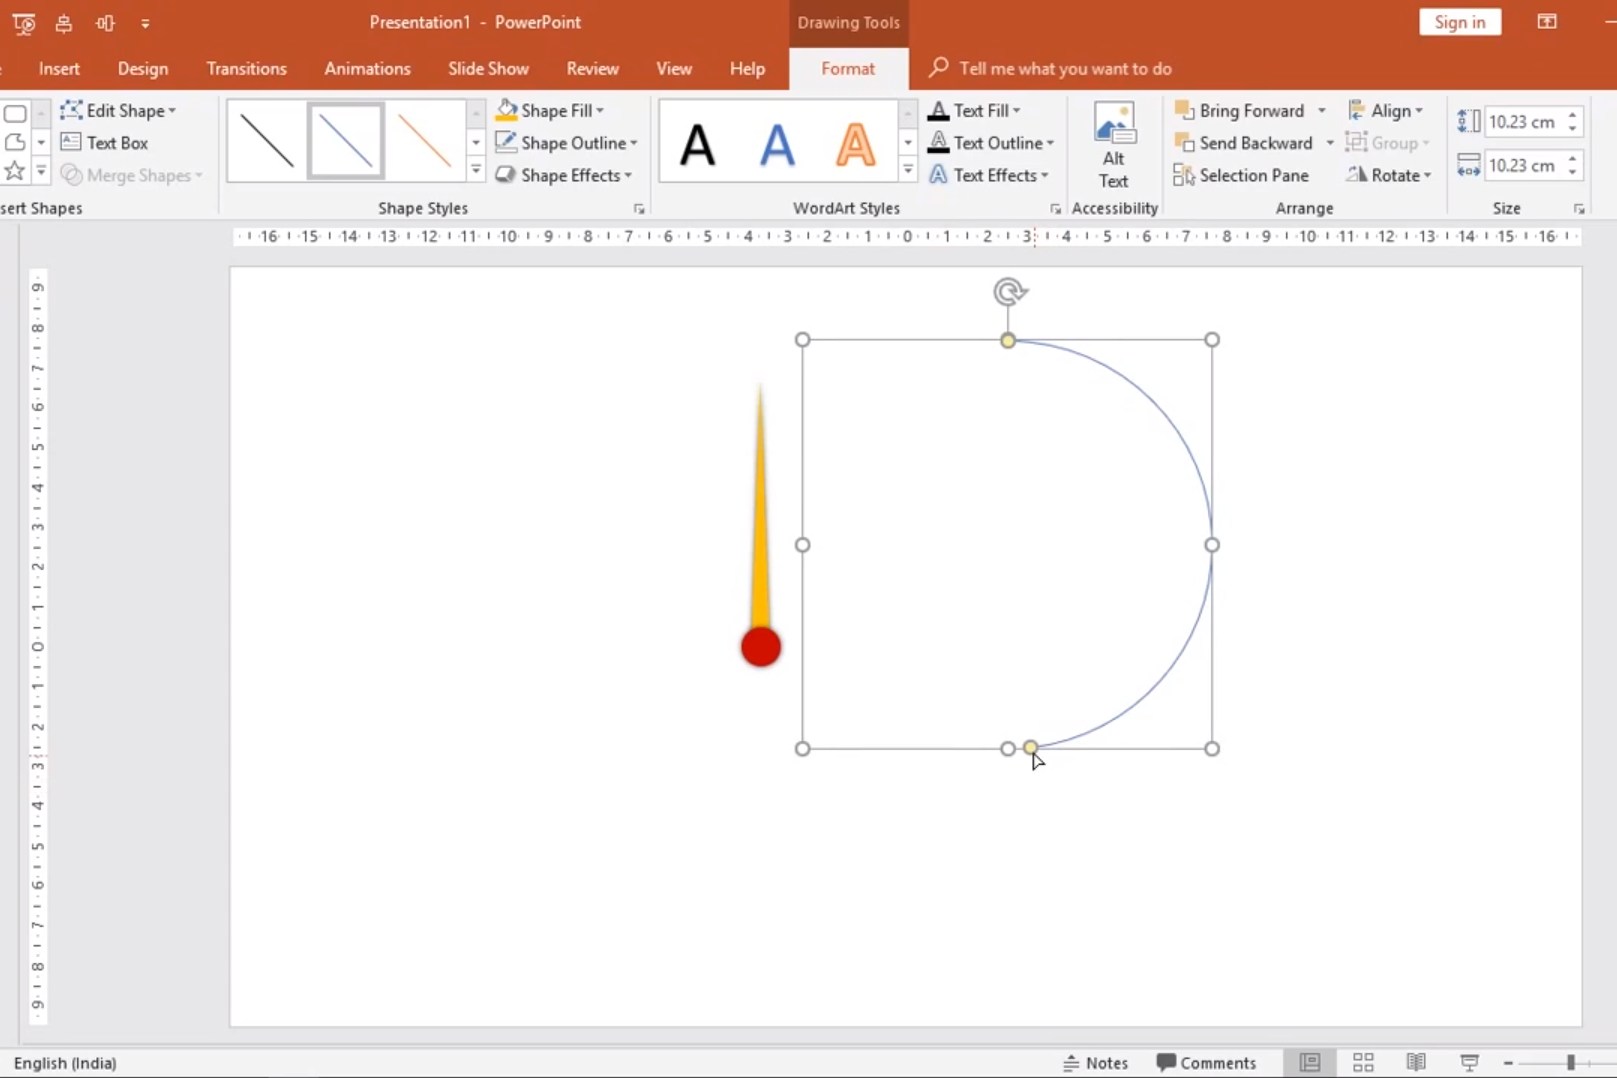 Presentation1 - PowerPoint
Drawing Tools
Sign in
Insert
Design
Transitions
Animations
Slide Show
Review
View
Help
Format
Tell me what you want to do
Edit Shape
Text Box
Merge Shapes
sert Shapes
Shape Fill
Shape Outline
Shape Effects
Shape Styles
A A A
Text Fill
Text Outline
Text Effects
WordArt Styles
Alt
Text
Accessibility
Bring Forward
Send Backward
Selection Pane
Align
Group
Rotate
Arrange
10.23 cm
10.23 cm
Size
16 15 14 13 12 11 10 9 8 7 6 5 4 3 2 1 0 1 2 3 4 5 6 7 8 9 10 11 12 13 14 15 16
9
8
7
6
5
4
3
2
1
0
1
2
3
4
5
6
7
8
9
English (India)
Notes
Comments